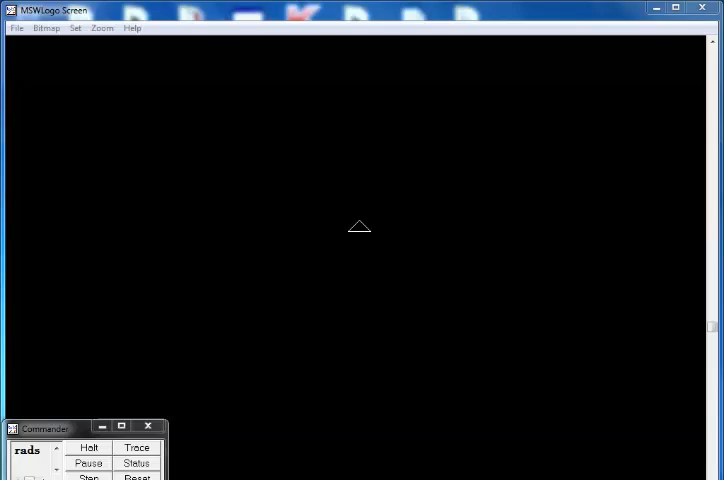 MSWLogo Screen
File Bitmap Set Zoom Help
Commander
rads
Halt Trace
Pause Status
Step Reset